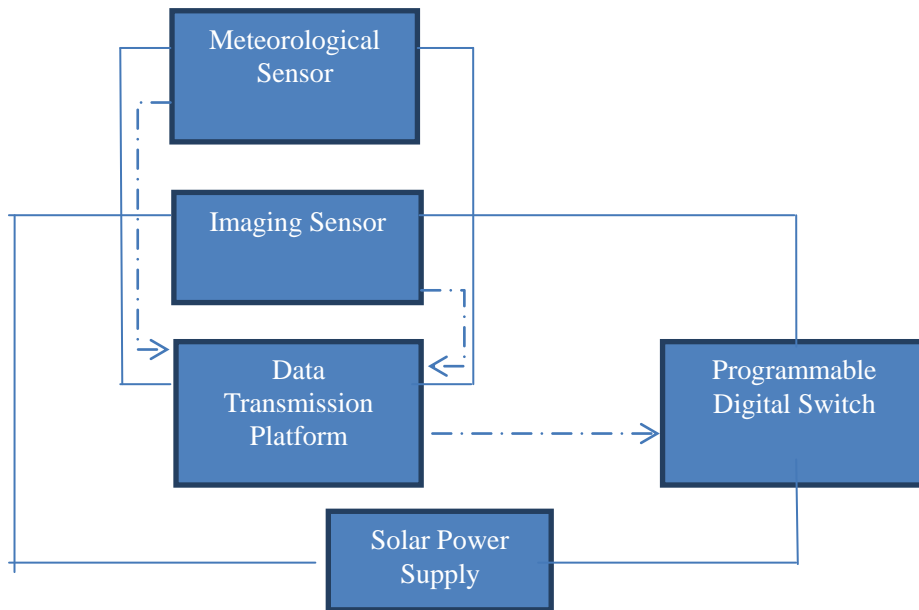 Meteorological
Sensor
Imaging Sensor
Data
Transmission
Platform
Programmable
Digital Switch
Solar Power
Supply